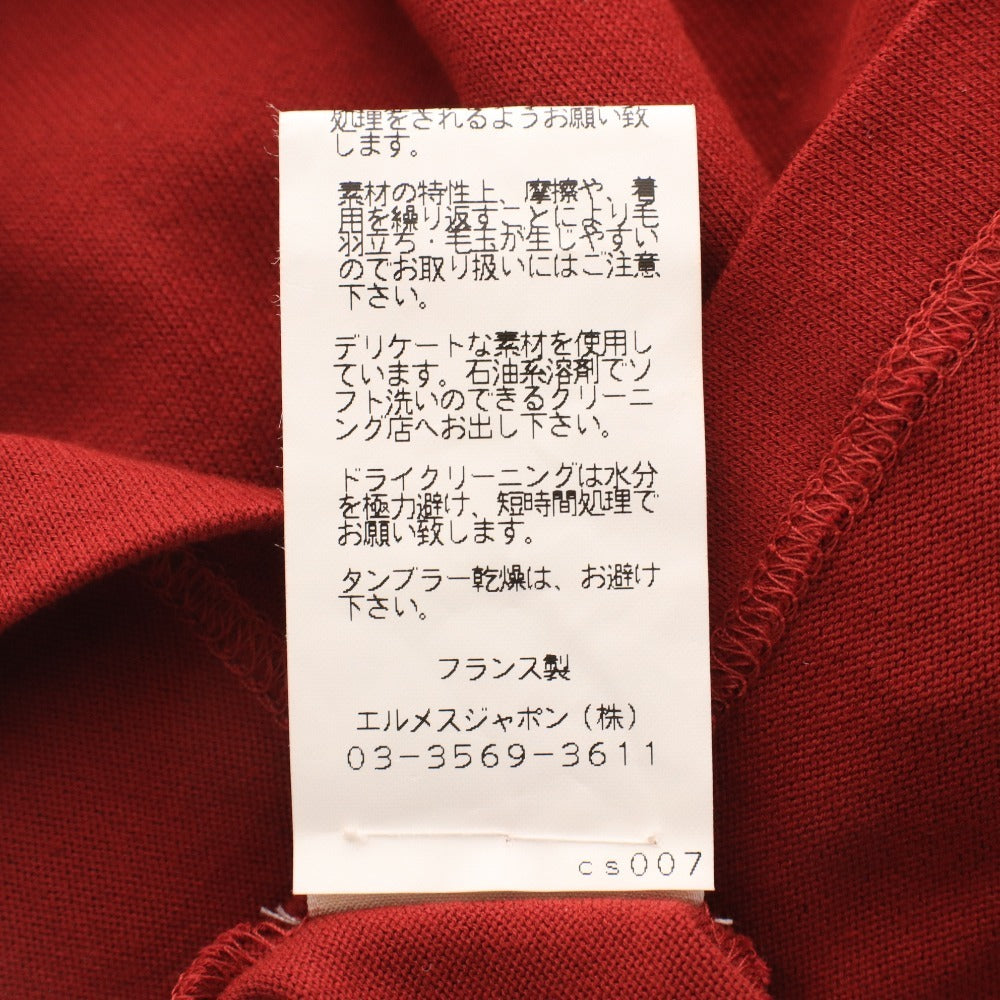 処理をされるようお願い致
します。
素材の特性上、摩擦や、着
用を繰り返すことにより毛
羽立ち・毛玉が生じやすい
のでお取り扱いにはご注意
下さい。
デリケートな素材を使用し
ています。石油系溶剤でソ
フト洗いのできるクリーニ
ング店へお出し下さい。
ドライクリーニングは水分
を極力避け、短時間処理で
お願い致します。
タンブラー乾燥は、お避け
下さい。
フランス製
エルメスジャポン（株）
03-3569-3611
cs007